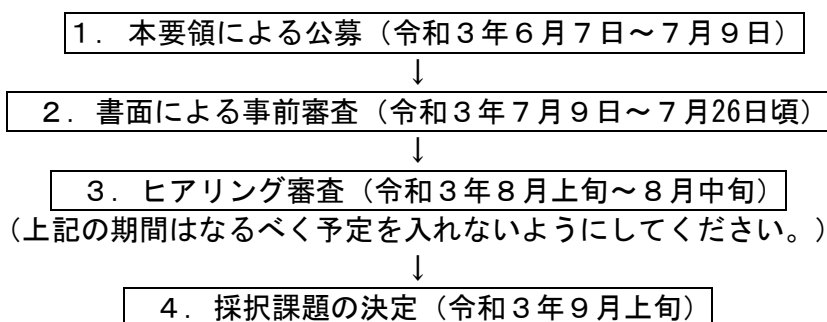 １．本要領による公募（令和３年６月７日～７月９日）
↓
２．書面による事前審査（令和３年７月９日～７月26日頃）
↓
３．ヒアリング審査（令和３年８月上旬～８月中旬）
（上記の期間はなるべく予定を入れないようにしてください。）
↓
４．採択課題の決定（令和３年９月上旬）